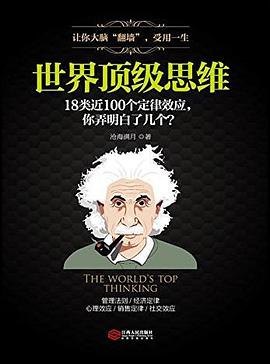 让你大脑“翻墙”，受用一生
世界顶级思维
18类近100个定律效应，
你弄明白了几个？
沧海满月◎著
THE WORLD'S TOP
THINKING
管理法则/经济定律
心理效应/销售定律/社交效应
江西人民出版社